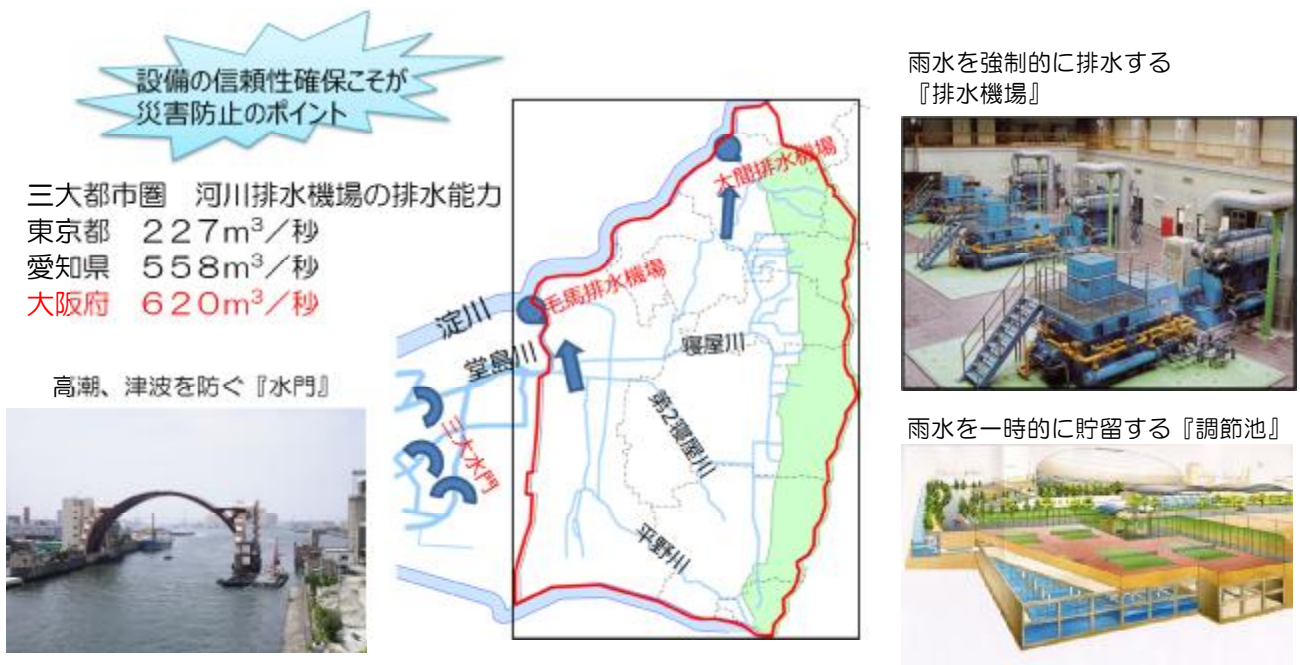 設備の信頼性確保こそが
災害防止のポイント
三大都市圏　河川排水機場の排水能力
東京都　２２７m³／秒
愛知県　５５８m³／秒
大阪府　６２０m³／秒
高潮、津波を防ぐ『水門』
太間排水機場
毛馬排水機場
淀川
堂島川
寝屋川
第2寝屋川
三大水門
平野川
雨水を強制的に排水する
『排水機場』
雨水を一時的に貯留する『調節池』